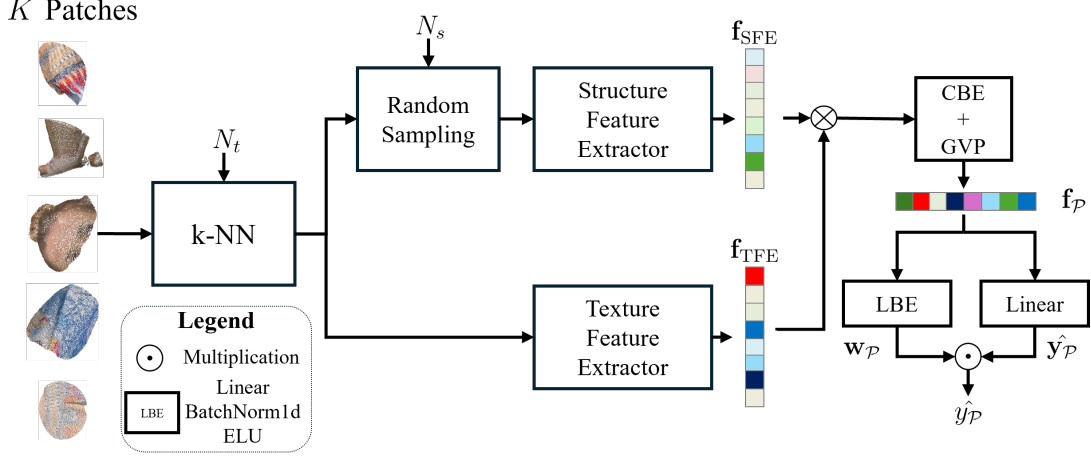 K Patches
N_t
k-NN
N_s
Random
Sampling
Structure
Feature
Extractor
f_SFE
Texture
Feature
Extractor
f_TFE
CBE
+
GVP
f_𝒫
LBE
Linear
w_𝒫
ŷ_𝒫
ŷ_𝒫
Legend
Multiplication
LBE
Linear
BatchNorm1d
ELU